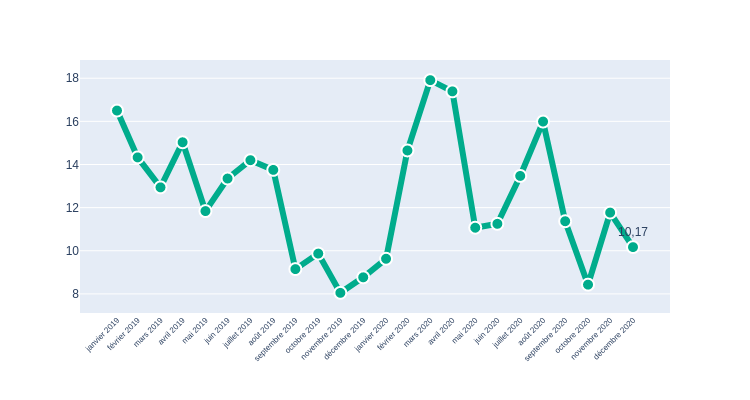 18
16
14
12
10
8
10,17
janvier 2019
février 2019
mars 2019
avril 2019
mai 2019
juin 2019
juillet 2019
août 2019
septembre 2019
octobre 2019
novembre 2019
décembre 2019
janvier 2020
février 2020
mars 2020
avril 2020
mai 2020
juin 2020
juillet 2020
août 2020
septembre 2020
octobre 2020
novembre 2020
décembre 2020